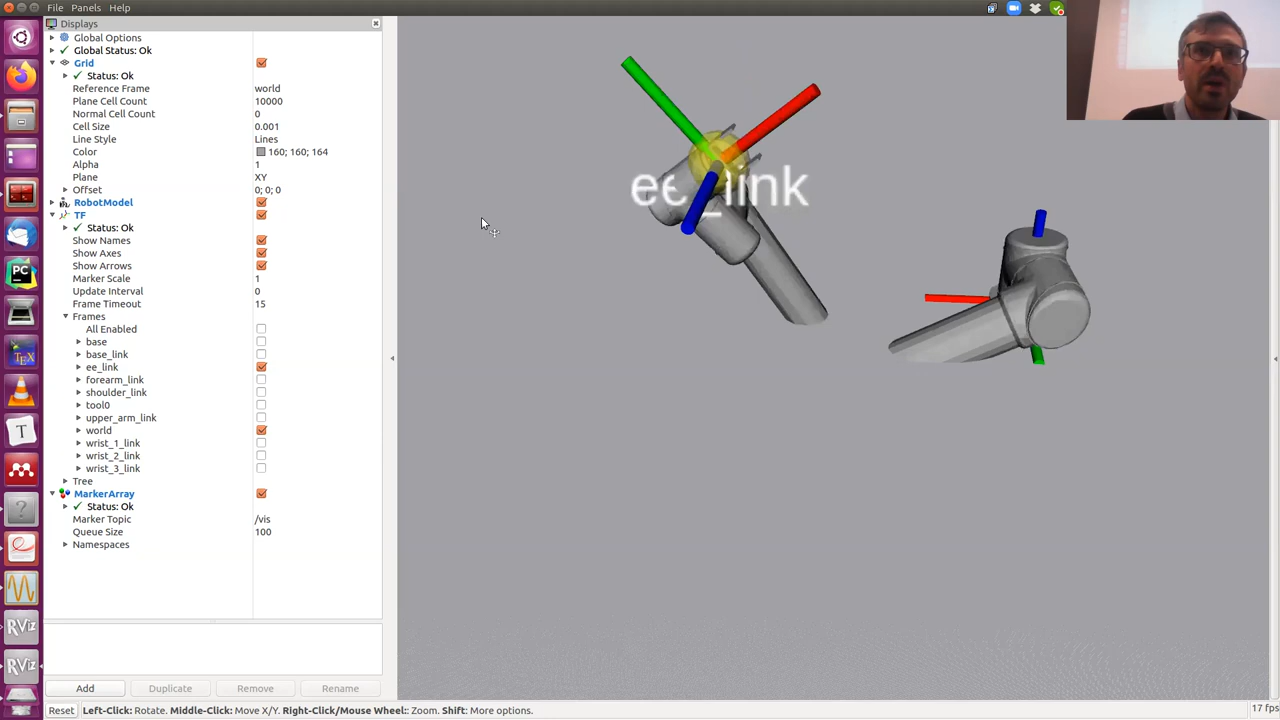 File Panels Help
Displays
Global Options
Global Status: Ok
Grid
Status: Ok
Reference Frame world
Plane Cell Count 10000
Normal Cell Count 0
Cell Size 0.001
Line Style Lines
Color 160; 160; 164
Alpha 1
Plane XY
Offset 0; 0; 0
RobotModel
TF
Status: Ok
Show Names
Show Axes
Show Arrows
Marker Scale 1
Update Interval 0
Frame Timeout 15
Frames
All Enabled
base
base_link
ee_link
forearm_link
shoulder_link
tool0
upper_arm_link
world
wrist_1_link
wrist_2_link
wrist_3_link
Tree
MarkerArray
Status: Ok
Marker Topic /vis
Queue Size 100
Namespaces
Add Duplicate Remove Rename
Reset Left-Click: Rotate. Middle-Click: Move X/Y. Right-Click/Mouse Wheel:: Zoom. Shift: More options. 17 fps
ee_link
PC
TEX
T
?
RViz
RViz